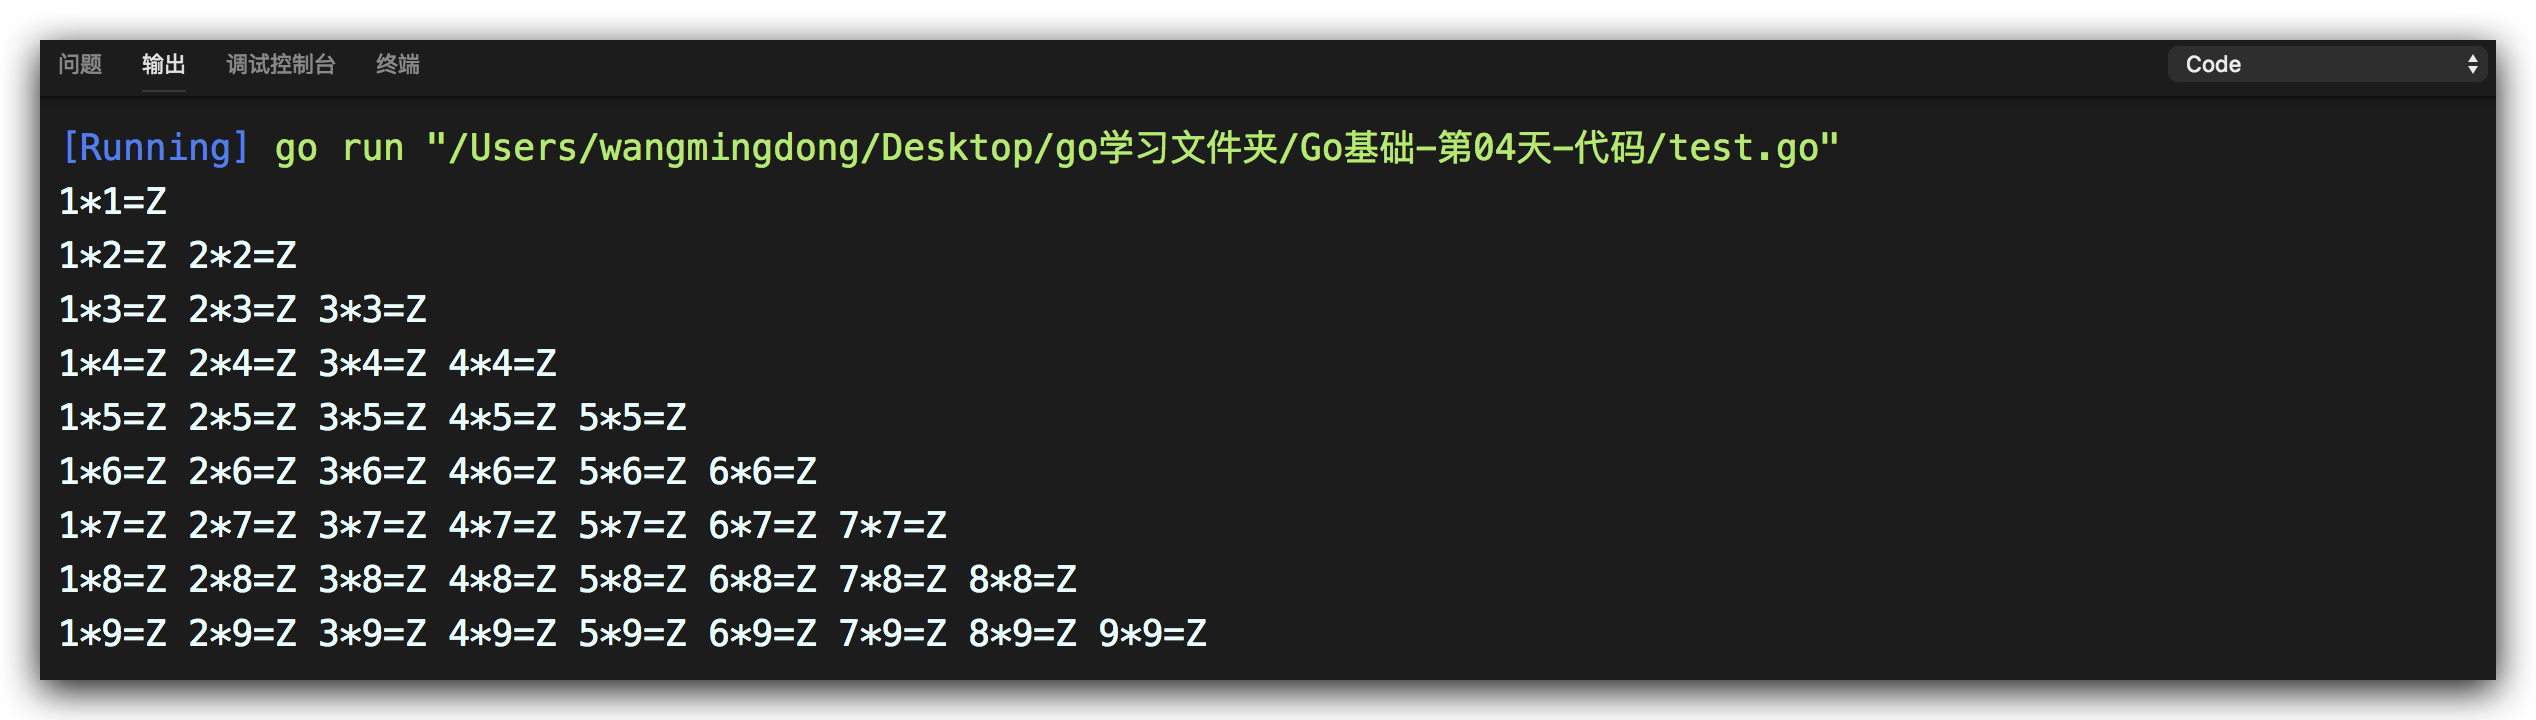 问题 输出 调试控制台 终端 Code
[Running] go run "/Users/wangmingdong/Desktop/go学习文件夹/Go基础-第04天-代码/test.go"
1*1=Z
1*2=Z 2*2=Z
1*3=Z 2*3=Z 3*3=Z
1*4=Z 2*4=Z 3*4=Z 4*4=Z
1*5=Z 2*5=Z 3*5=Z 4*5=Z 5*5=Z
1*6=Z 2*6=Z 3*6=Z 4*6=Z 5*6=Z 6*6=Z
1*7=Z 2*7=Z 3*7=Z 4*7=Z 5*7=Z 6*7=Z 7*7=Z
1*8=Z 2*8=Z 3*8=Z 4*8=Z 5*8=Z 6*8=Z 7*8=Z 8*8=Z
1*9=Z 2*9=Z 3*9=Z 4*9=Z 5*9=Z 6*9=Z 7*9=Z 8*9=Z 9*9=Z